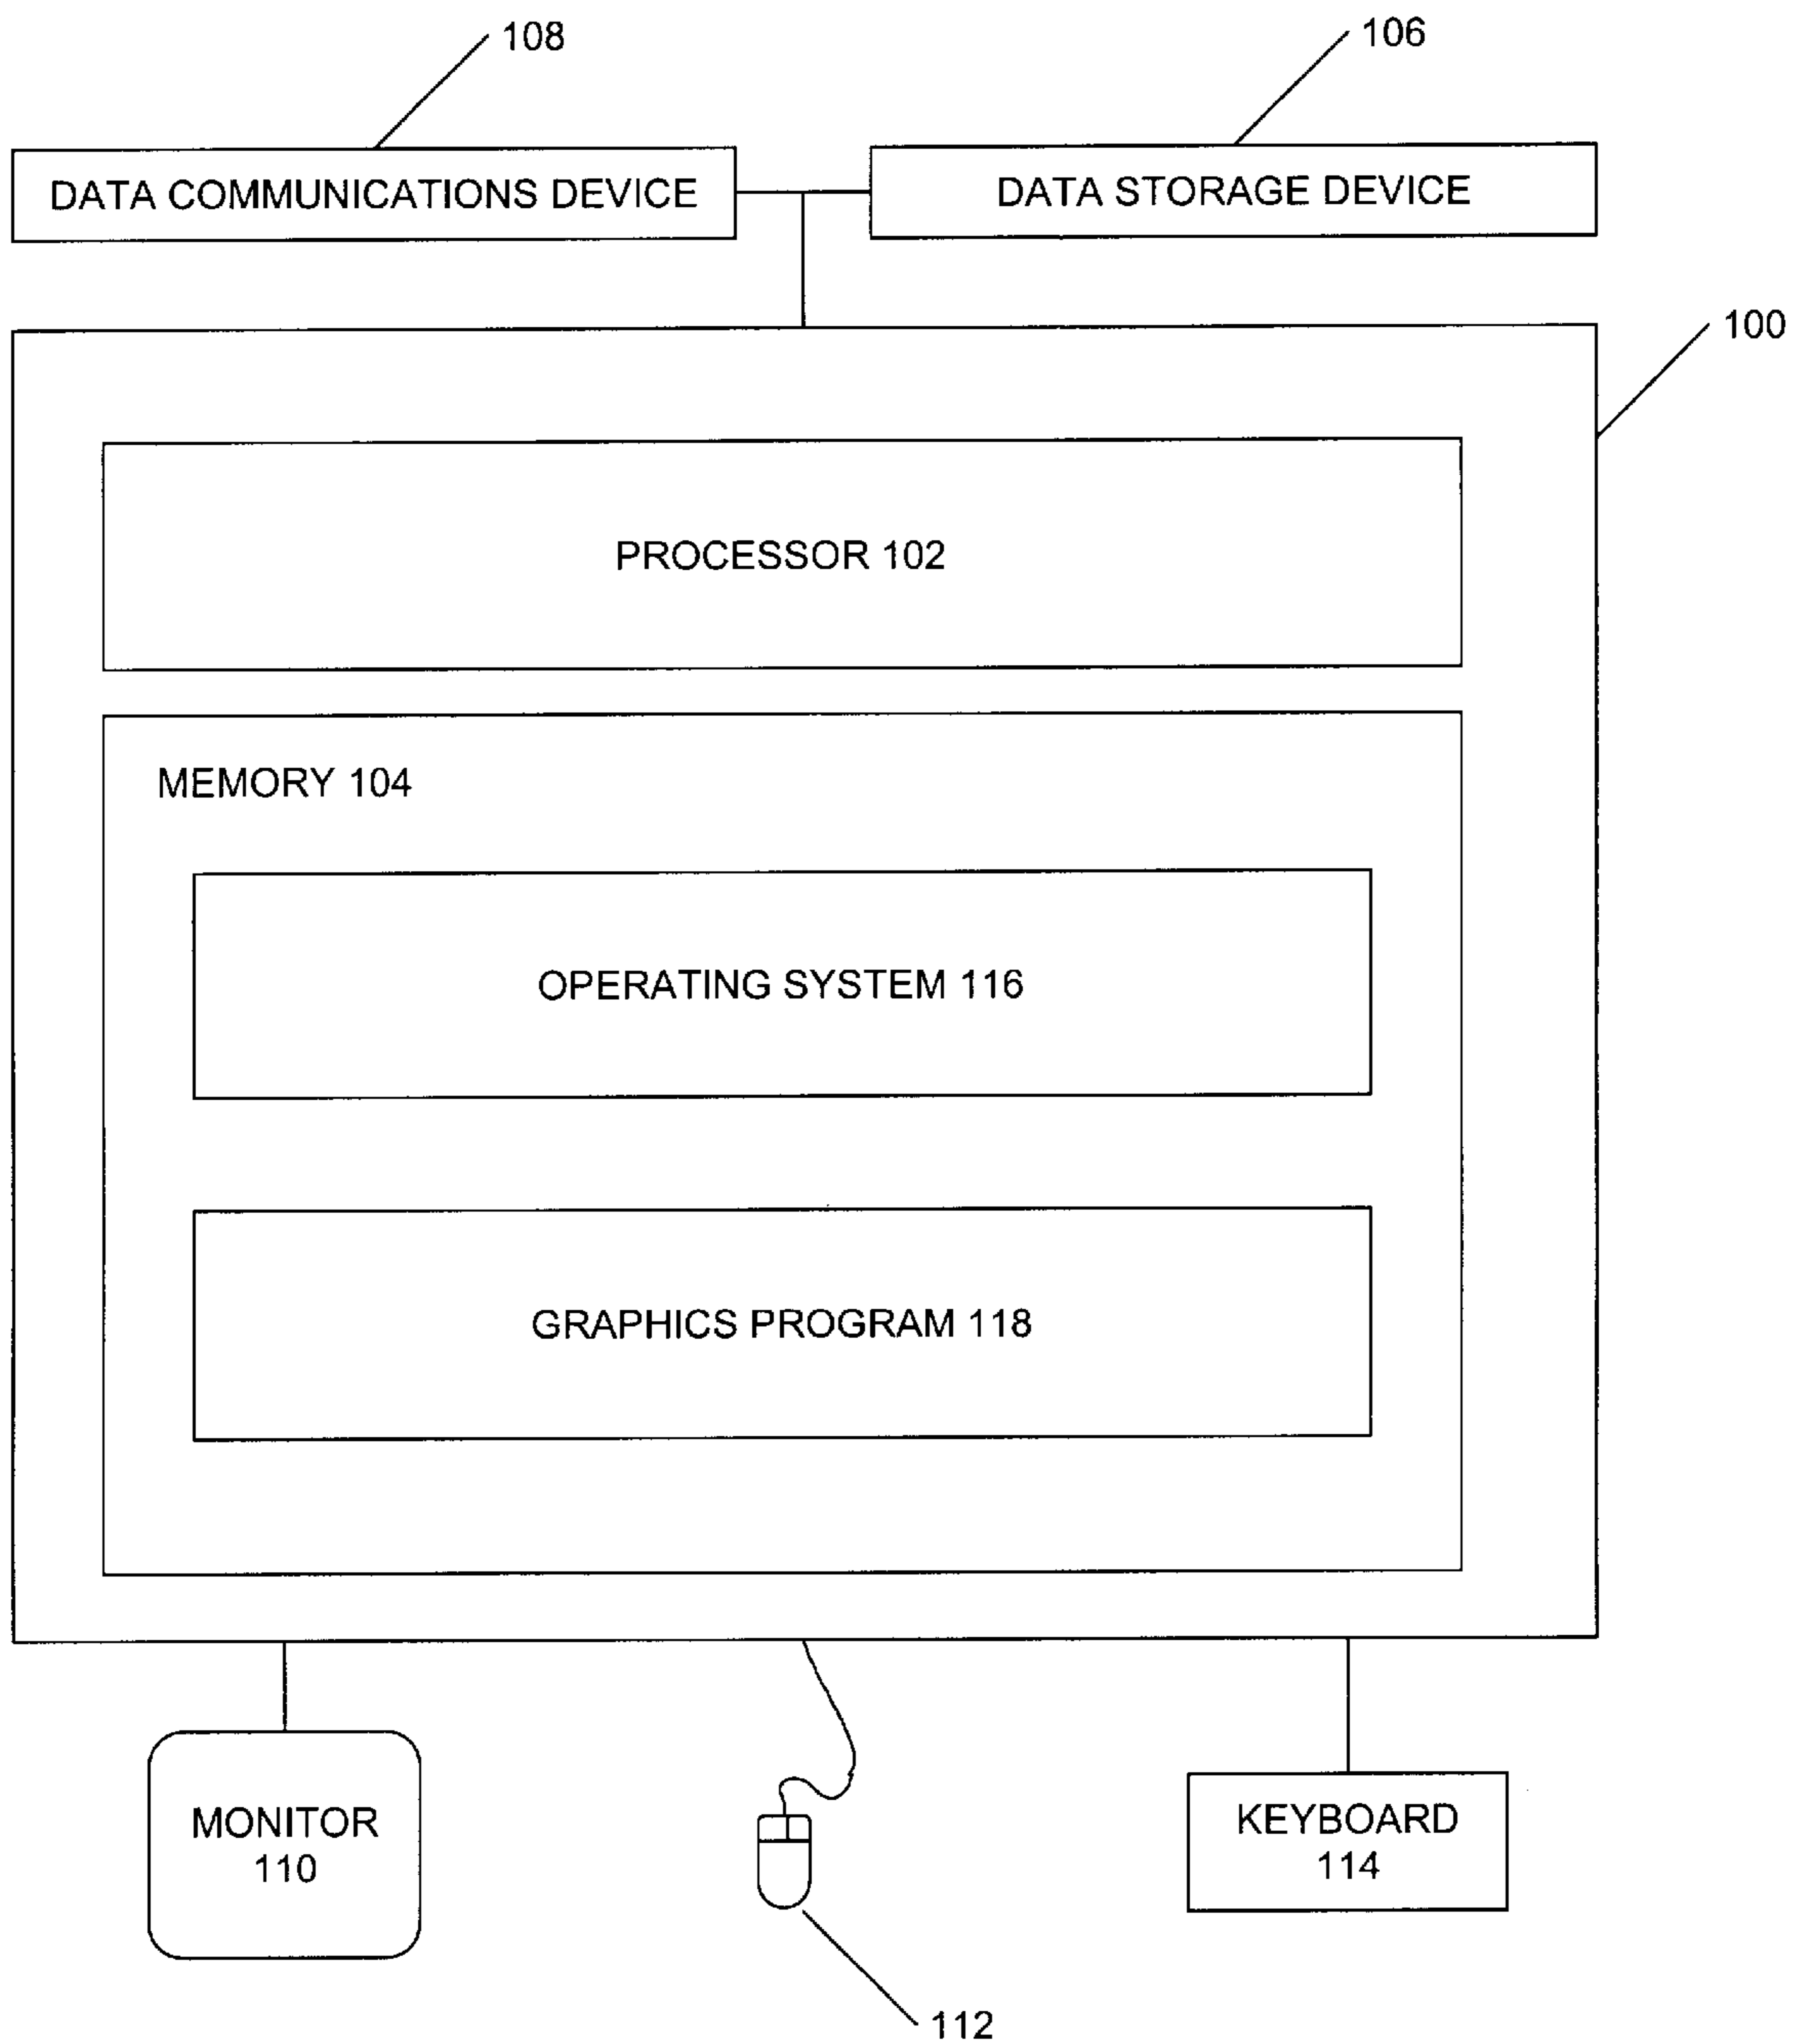 108
106
DATA COMMUNICATIONS DEVICE
DATA STORAGE DEVICE
100
PROCESSOR 102
MEMORY 104
OPERATING SYSTEM 116
GRAPHICS PROGRAM 118
MONITOR
110
KEYBOARD
114
112